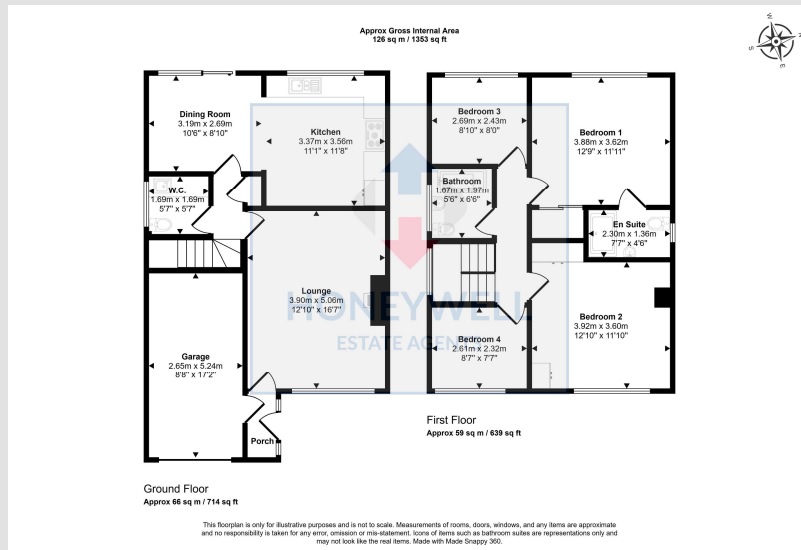 Approx Gross Internal Area
126 sq m / 1353 sq ft
W
N
S
E
Dining Room
3.19m x 2.69m
10'6" x 8'10"
Kitchen
3.37m x 3.56m
11'1" x 11'8"
W.C.
1.69m x 1.69m
5'7" x 5'7"
Lounge
3.90m x 5.06m
12'10" x 16'7"
Garage
2.65m x 5.24m
8'8" x 17'2"
Porch
Ground Floor
Approx 66 sq m / 714 sq ft
Bedroom 3
2.69m x 2.43m
8'10" x 8'0"
Bedroom 1
3.88m x 3.62m
12'9" x 11'11"
Bathroom
1.67m x 1.97m
5'6" x 6'6"
En Suite
2.30m x 1.36m
7'7" x 4'6"
Bedroom 2
3.92m x 3.60m
12'10" x 11'10"
Bedroom 4
2.61m x 2.32m
8'7" x 7'7"
First Floor
Approx 59 sq m / 639 sq ft
HONEYWELL
ESTATE AGENTS
This floorplan is only for illustrative purposes and is not to scale. Measurements of rooms, doors, windows, and any items are approximate
and no responsibility is taken for any error, omission or mis-statement. Icons of items such as bathroom suites are representations only and
may not look like the real items. Made with Made Snappy 360.